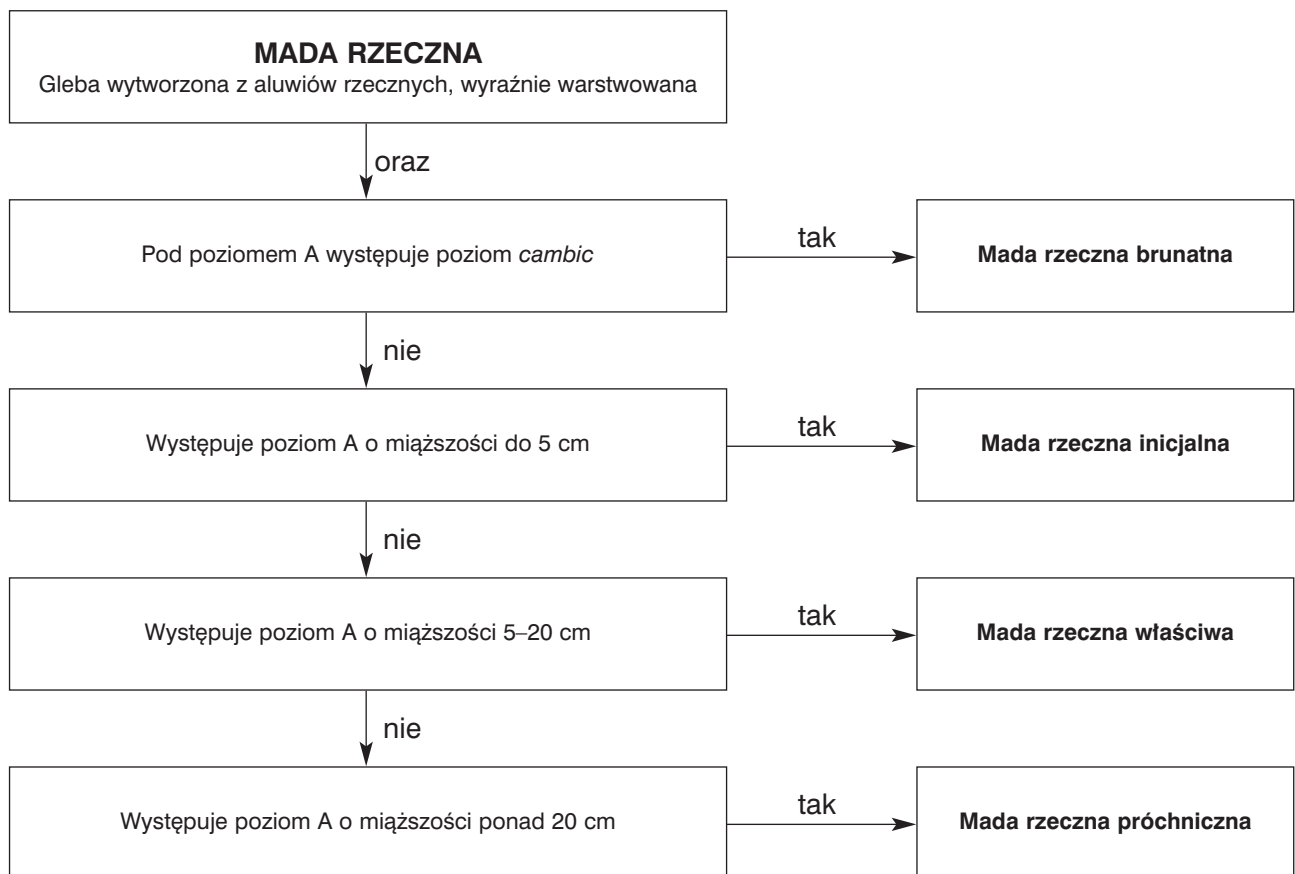 MADA RZECZNA
Gleba wytworzona z aluwiów rzecznych, wyraźnie warstwowana
oraz
Pod poziomem A występuje poziom cambic
tak
Mada rzeczna brunatna
nie
Występuje poziom A o miąższości do 5 cm
tak
Mada rzeczna inicjalna
nie
Występuje poziom A o miąższości 5–20 cm
tak
Mada rzeczna właściwa
nie
Występuje poziom A o miąższości ponad 20 cm
tak
Mada rzeczna próchniczna